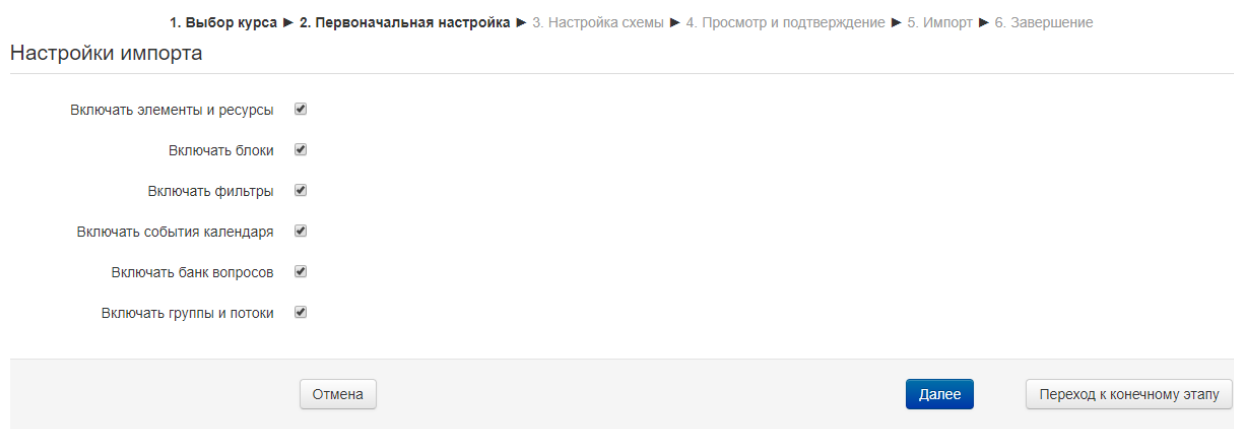 1. Выбор курса ► 2. Первоначальная настройка ► 3. Настройка схемы ► 4. Просмотр и подтверждение ► 5. Импорт ► 6. Завершение
Настройки импорта
Включать элементы и ресурсы
Включать блоки
Включать фильтры
Включать события календаря
Включать банк вопросов
Включать группы и потоки
Отмена Далее Переход к конечному этапу